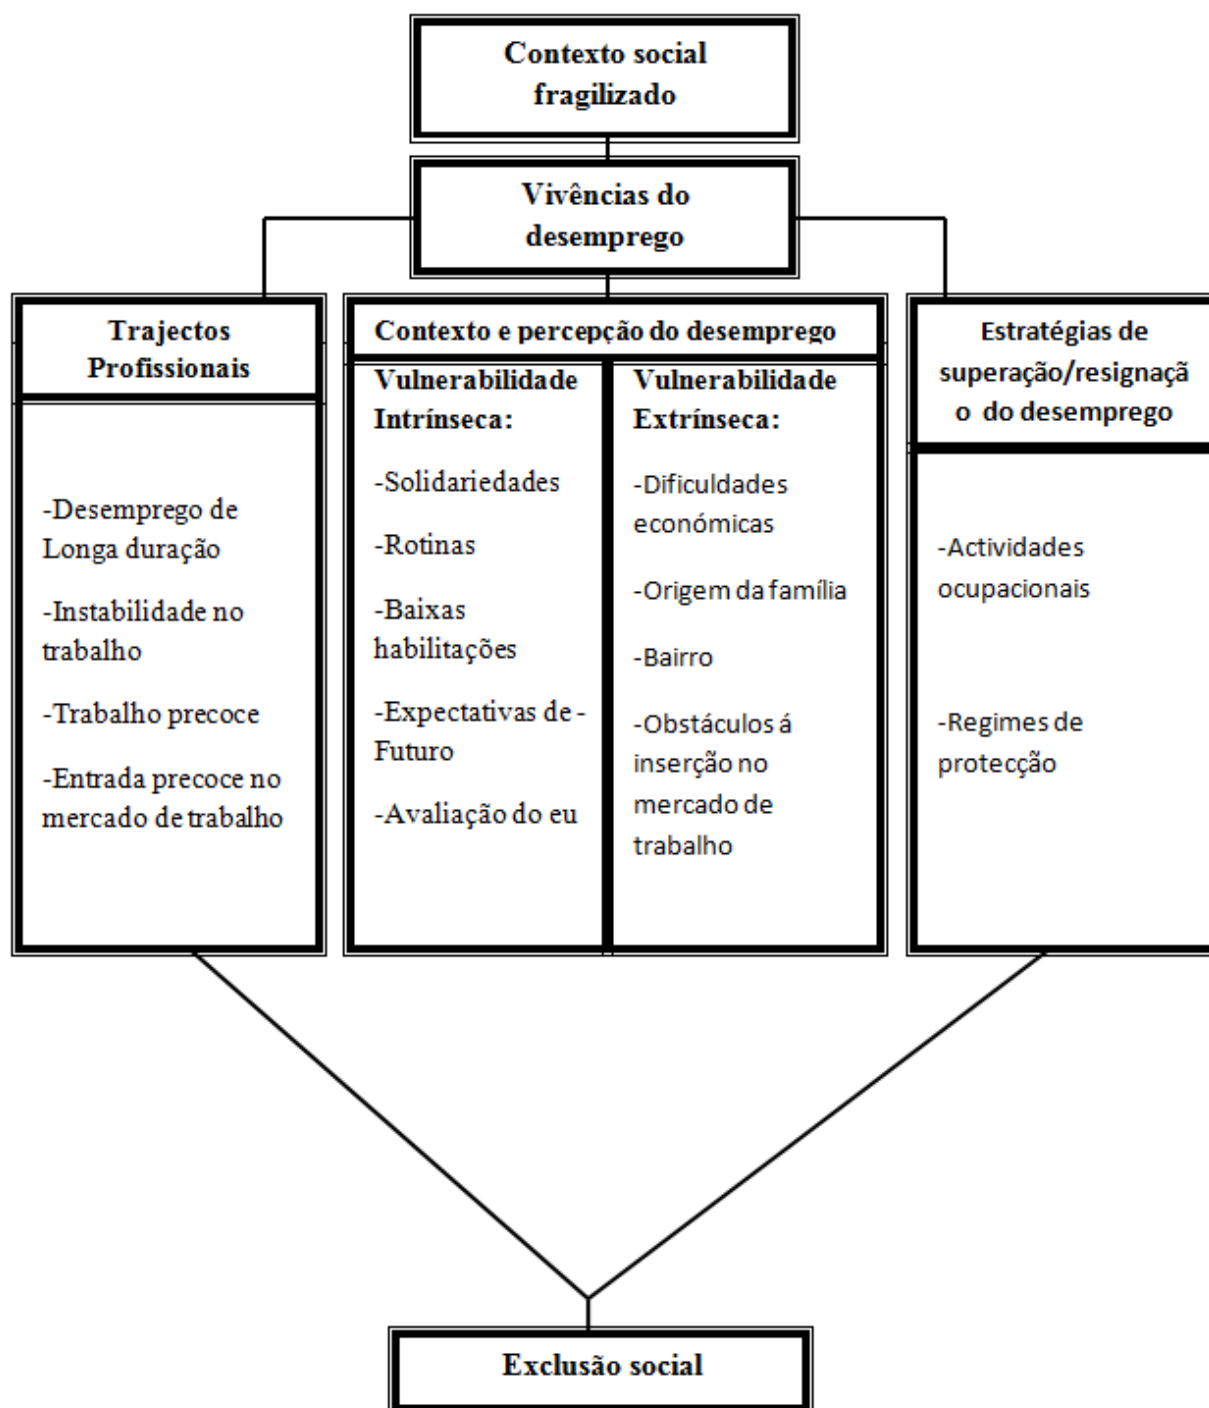 Contexto social
fragilizado
Vivências do
desemprego
Trajectos
Profissionais
-Desemprego de
Longa duração
-Instabilidade no
trabalho
-Trabalho precoce
-Entrada precoce no
mercado de trabalho
Contexto e percepção do desemprego
Vulnerabilidade
Intrínseca:
-Solidariedades
-Rotinas
-Baixas
habilitações
-Expectativas de -
Futuro
-Avaliação do eu
Vulnerabilidade
Extrínseca:
-Dificuldades
económicas
-Origem da família
-Bairro
-Obstáculos á
inserção no
mercado de
trabalho
Estratégias de
superação/resignaçã
o do desemprego
-Actividades
ocupacionais
-Regimes de
protecção
Exclusão social